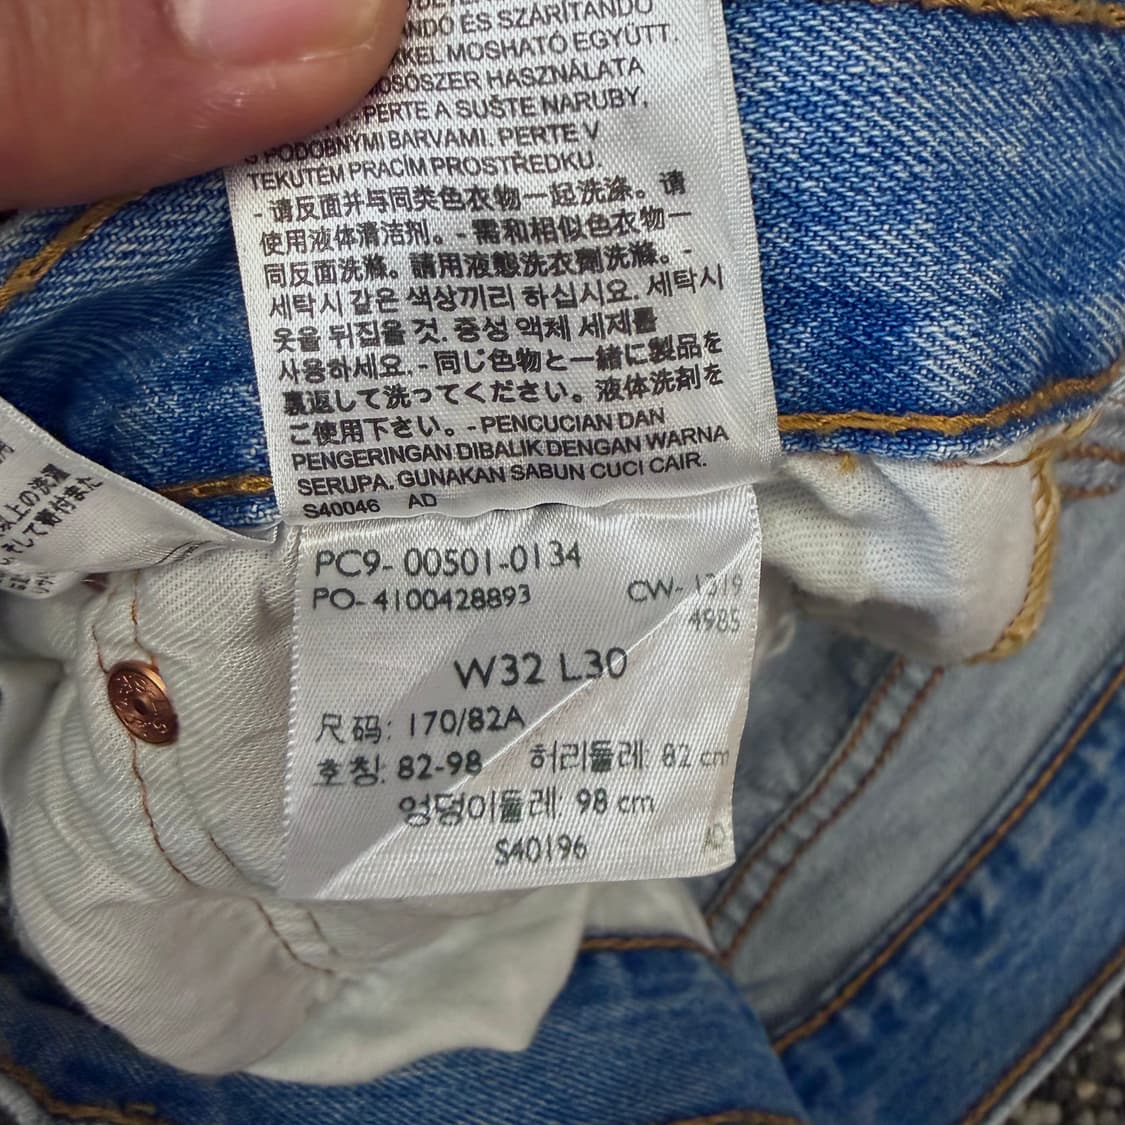 NDO ÉS SZÁRÍTANDÓ
KEL MOSHATÓ EGYÜTT.
MOSÓSZER HASZNÁLATA
PERTE A SUŠTE NARUBY,
S PODOBNÝMI BARVAMI. PERTE V
TEKUTÉM PRACÍM PROSTŘEDKU.
- 请反面并与同类色衣物一起洗涤。请
使用液体清洁剂。- 需和相似色衣物一
同反面洗滌。請用液態洗衣劑洗滌。-
세탁시 같은 색상끼리 하십시요. 세탁시
옷을 뒤집을 것. 중성 액체 세제를
사용하세요. - 同じ色物と一緒に製品を
裏返して洗ってください。液体洗剤を
ご使用下さい。- PENCUCIAN DAN
PENGERINGAN DIBALIK DENGAN WARNA
SERUPA. GUNAKAN SABUN CUCI CAIR.
S40046 AD
PC9- 00501-0134
PO- 4100428893 CW- 1319
4985
W32 L30
尺码: 170/82A
호칭: 82-98 허리둘레: 82 cm
엉덩이둘레: 98 cm
S40196 AD
以上の洗濯